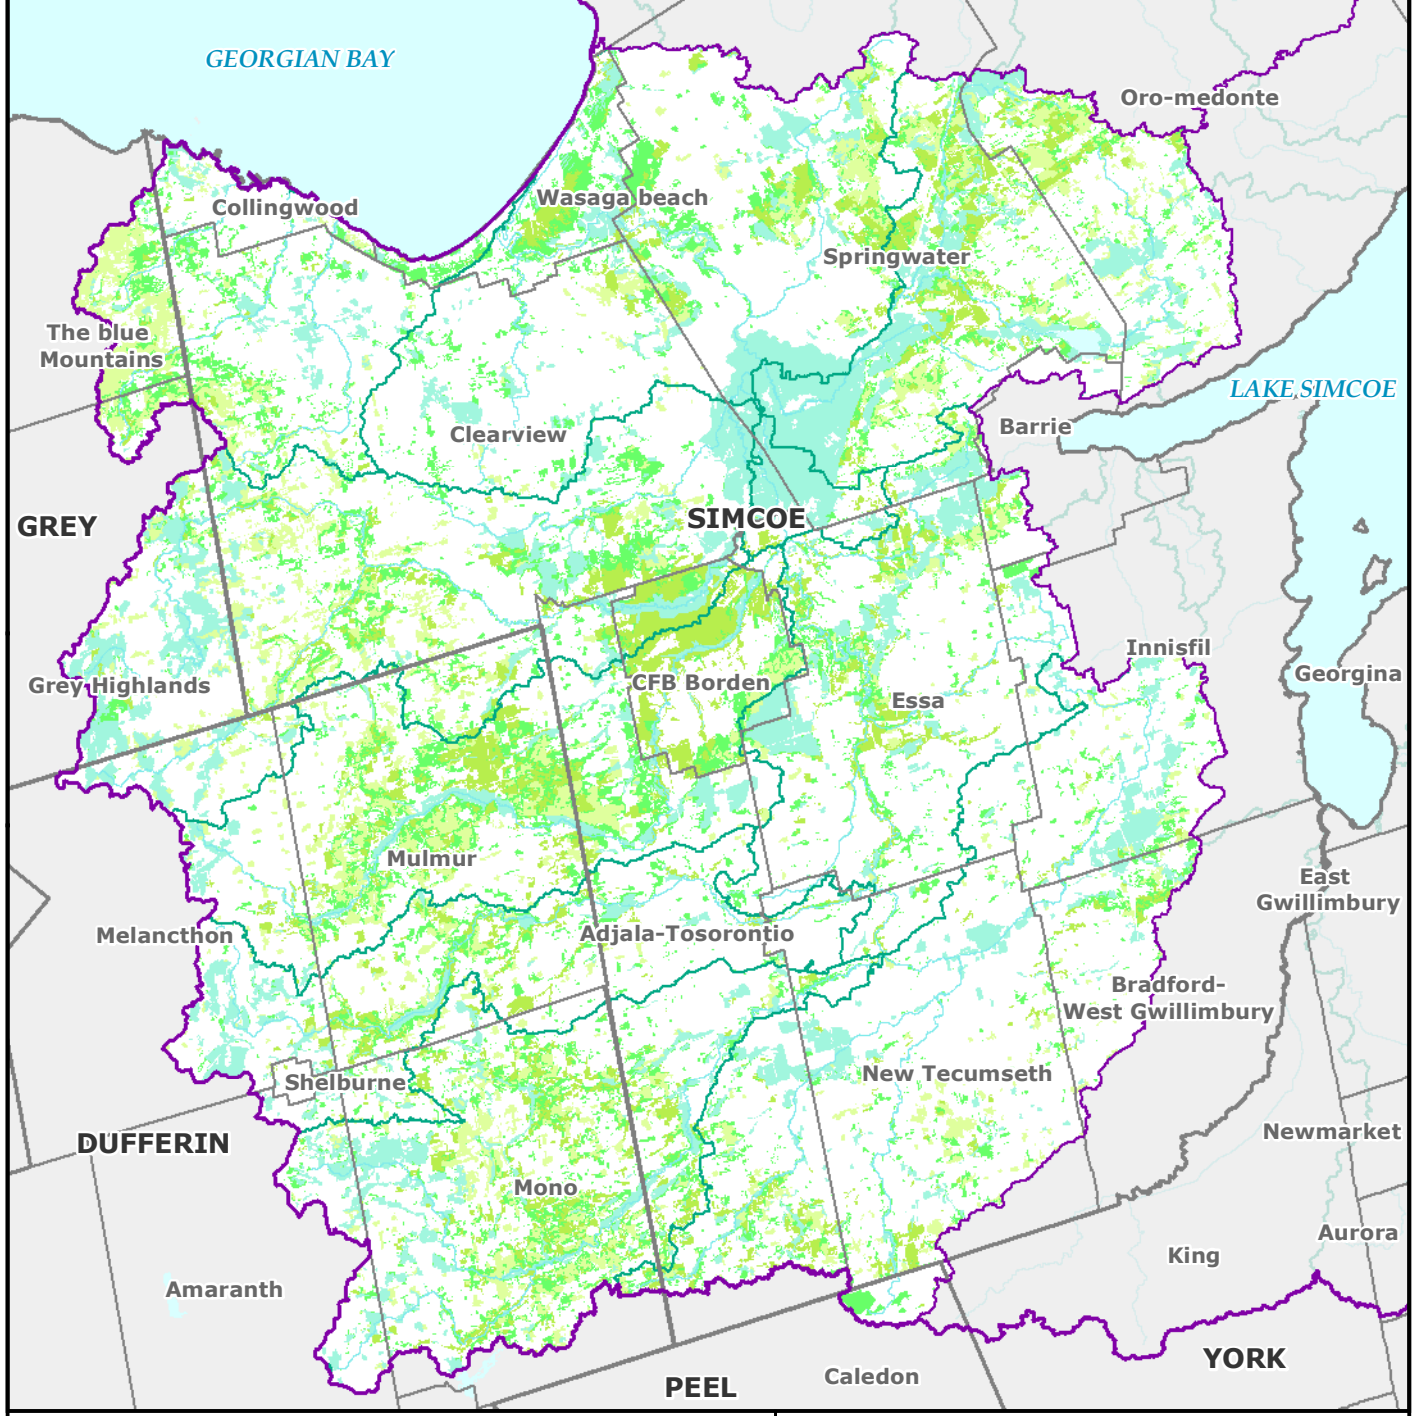 GEORGIAN BAY
Oro-medonte
Collingwood
Wasaga beach
Springwater
The blue
Mountains
LAKE SIMCOE
Barrie
Clearview
GREY
SIMCOE
Innisfil
Georgina
Grey Highlands
CFB Borden
Essa
Mulmur
East
Gwillimbury
Melancthon
Adjala-Tosorontio
Bradford-
West Gwillimbury
Shelburne
New Tecumseth
DUFFERIN
Newmarket
Mono
Aurora
King
Amaranth
YORK
Caledon
PEEL